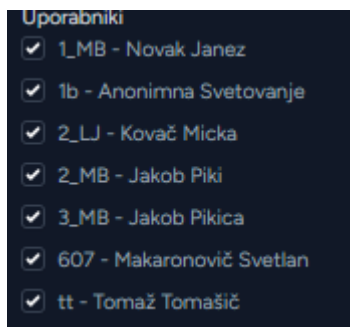 Uporabniki
1_MB - Novak Janez
1b - Anonimna Svetovanje
2_LJ - Kovač Micka
2_MB - Jakob Piki
3_MB - Jakob Pikica
607 - Makaronovič Svetlan
tt - Tomaž Tomašič